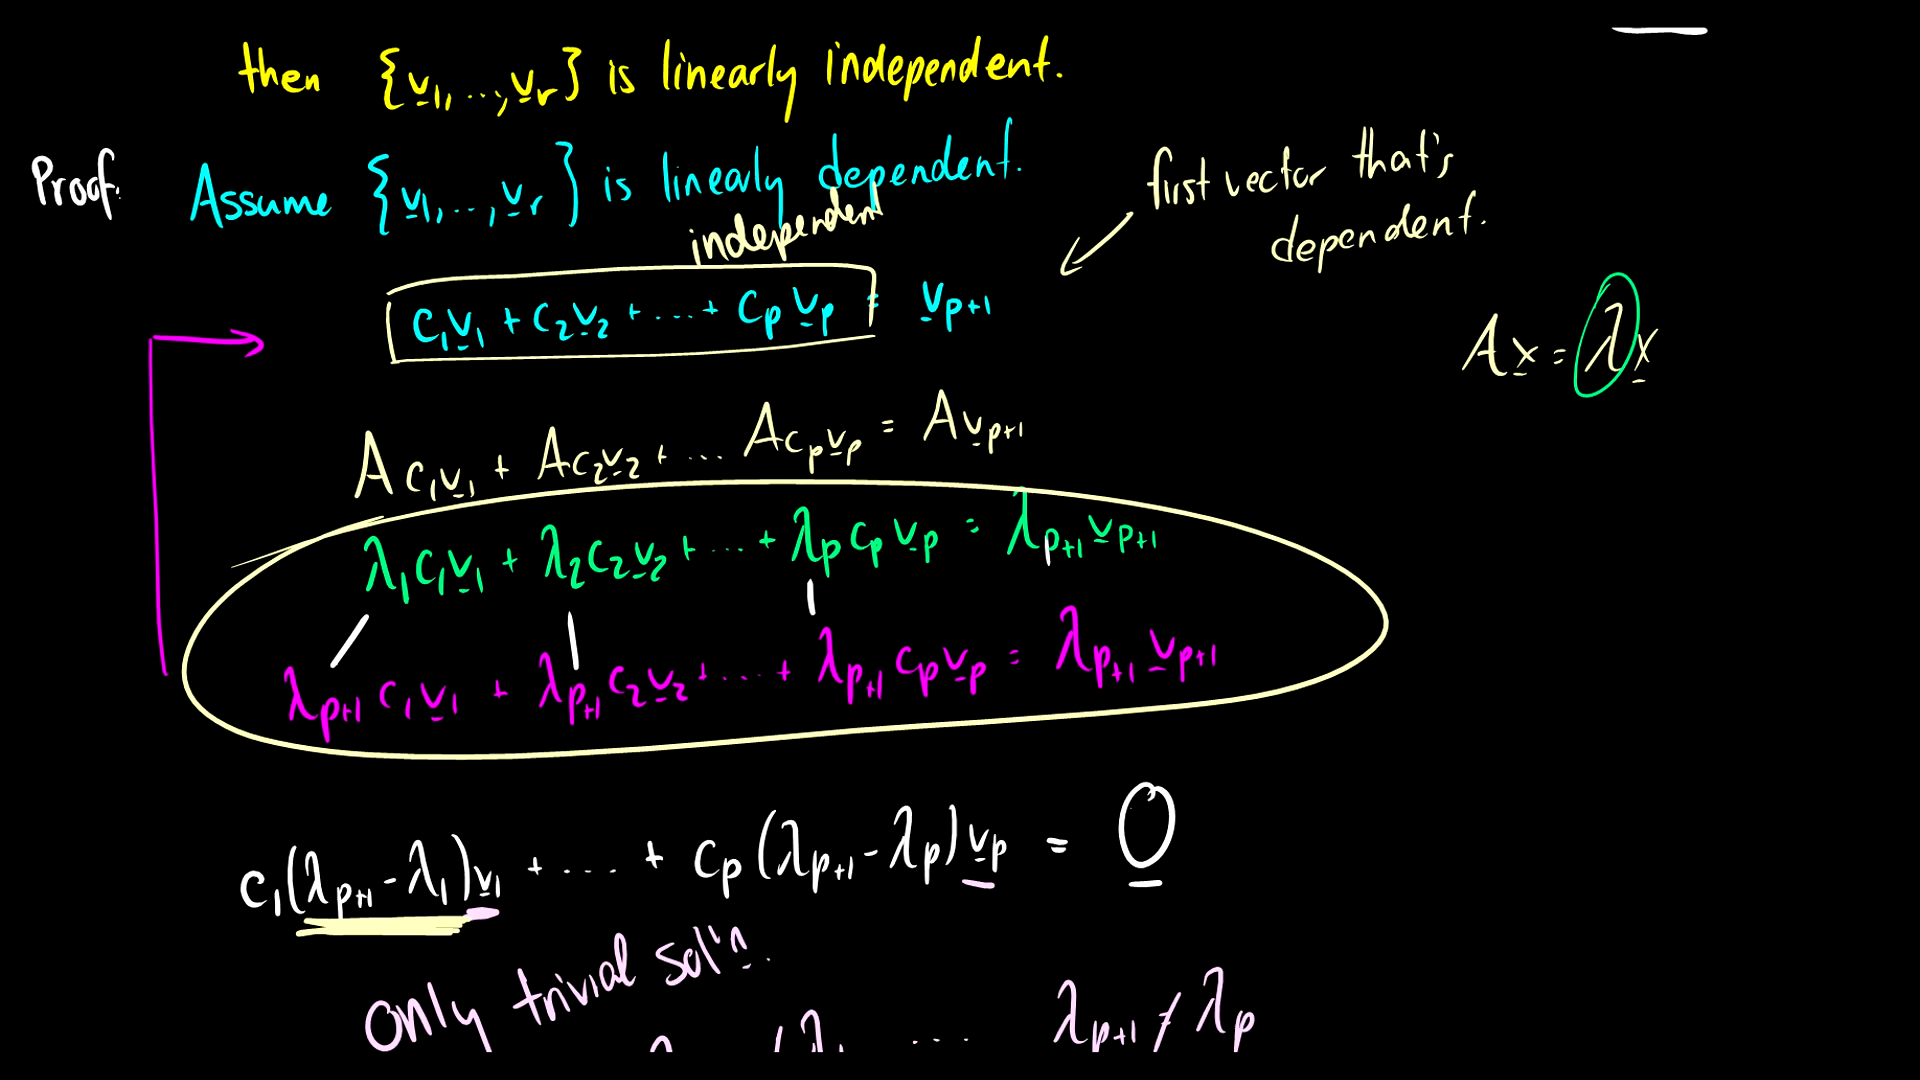 then {v₁, ..., vᵣ} is linearly independent.
Proof: Assume {v₁, ..., vᵣ} is linearly dependent.
first vector that's
dependent.
independent
c₁v₁ + c₂v₂ + .... + cₚvₚ = vₚ₊₁
Ax = λx
Ac₁v₁ + Ac₂v₂ + ... Acₚvₚ = Avₚ₊₁
λ₁c₁v₁ + λ₂c₂v₂ + ... + λₚcₚvₚ = λₚ₊₁vₚ₊₁
λₚ₊₁c₁v₁ + λₚ₊₁c₂v₂ + ... + λₚ₊₁cₚvₚ = λₚ₊₁vₚ₊₁
c₁(λₚ₊₁ - λ₁)v₁ + .... + cₚ(λₚ₊₁ - λₚ)vₚ = 0
Only trivial sol'n.
... λₚ₊₁ ≠ λₚ